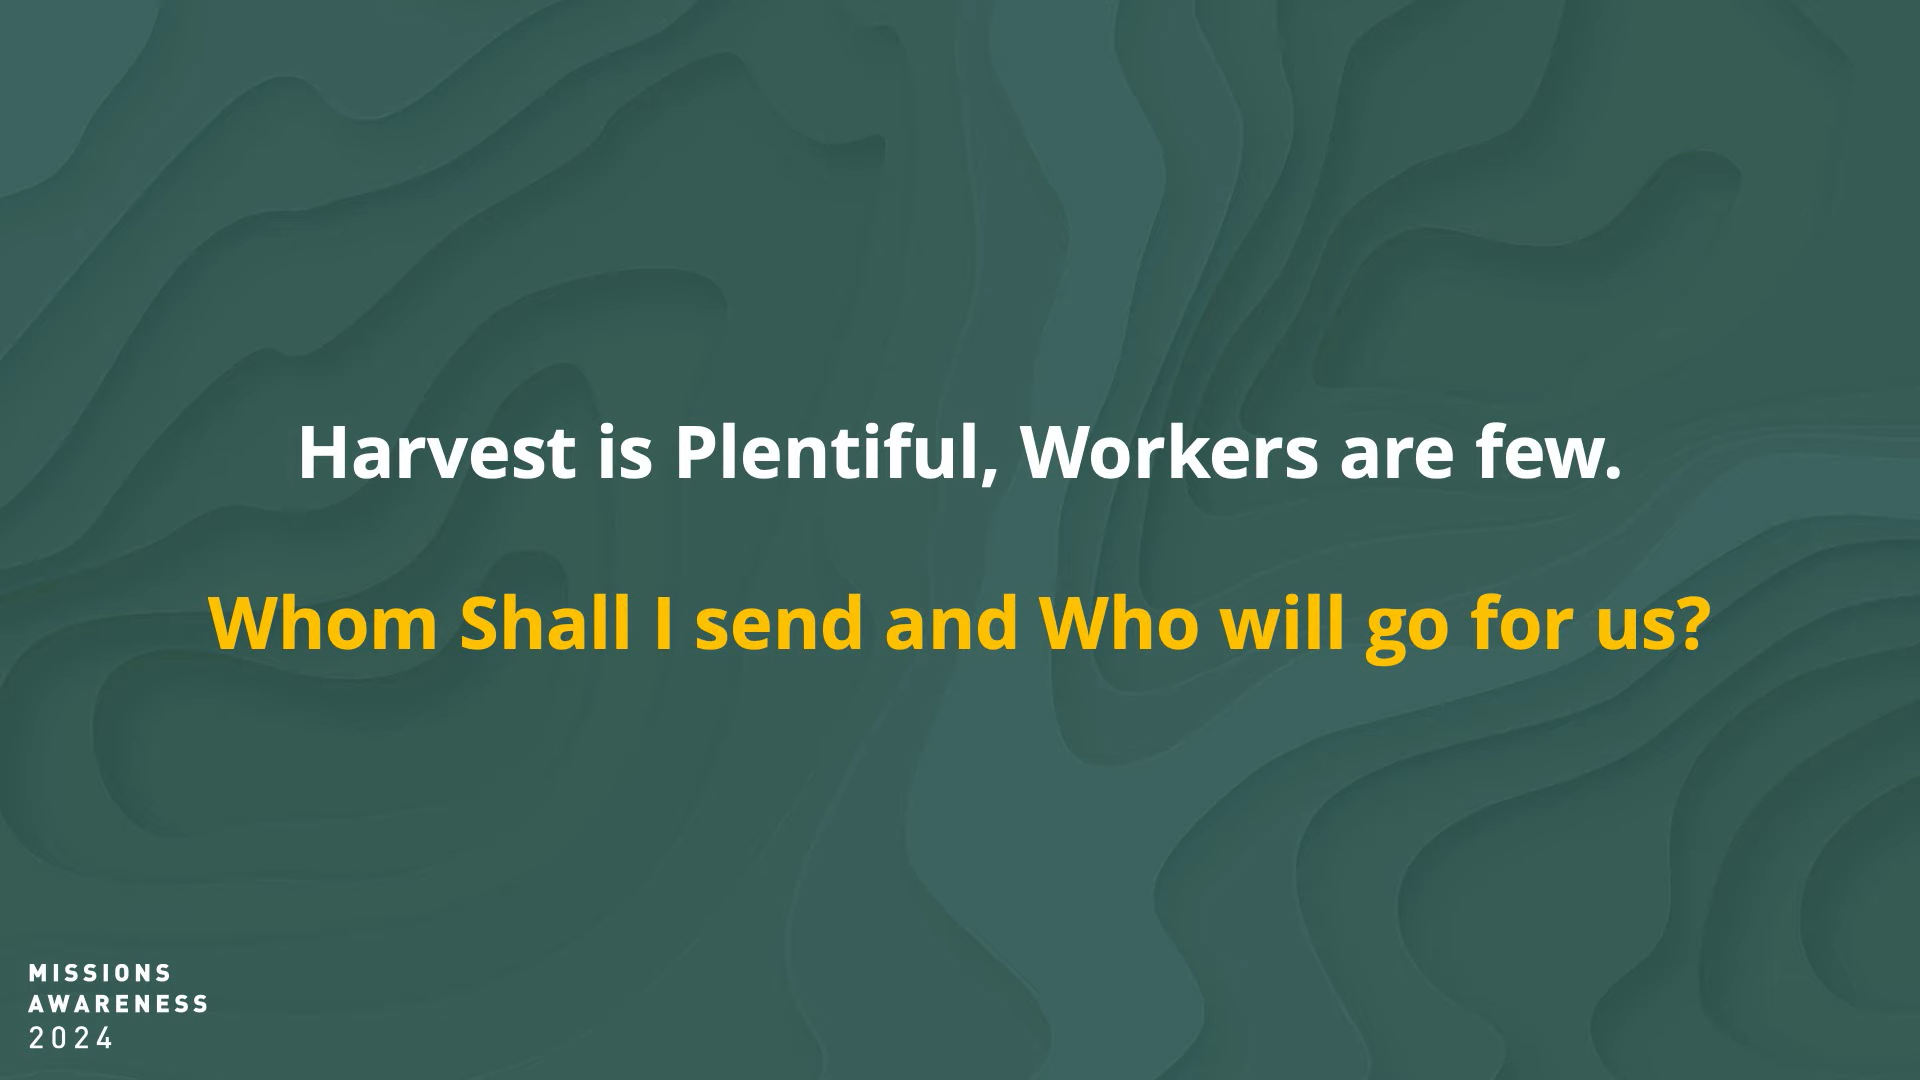 Harvest is Plentiful, Workers are few.
Whom Shall I send and Who will go for us?
MISSIONS
AWARENESS
2024